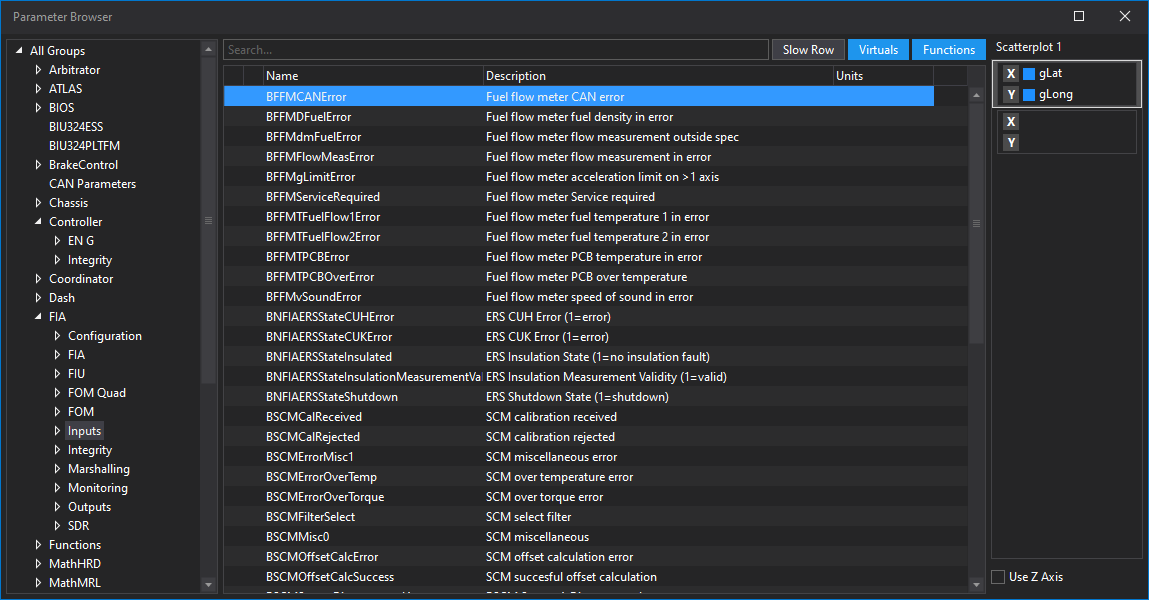 Parameter Browser
All Groups
Arbitrator
ATLAS
BIOS
BIU324ESS
BIU324PLTFM
BrakeControl
CAN Parameters
Chassis
Controller
EN G
Integrity
Coordinator
Dash
FIA
Configuration
FIA
FIU
FOM Quad
FOM
Inputs
Integrity
Marshalling
Monitoring
Outputs
SDR
Functions
MathHRD
MathMRL
Search... Slow Row Virtuals Functions
Name Description Units
BFFMCANError Fuel flow meter CAN error
BFFMDFuelError Fuel flow meter fuel density in error
BFFMdmFuelError Fuel flow meter flow measurement outside spec
BFFMFlowMeasError Fuel flow meter flow measurement in error
BFFMgLimitError Fuel flow meter acceleration limit on >1 axis
BFFMServiceRequired Fuel flow meter Service required
BFFMTFuelFlow1Error Fuel flow meter fuel temperature 1 in error
BFFMTFuelFlow2Error Fuel flow meter fuel temperature 2 in error
BFFMTPCBError Fuel flow meter PCB temperature in error
BFFMTPCBOverError Fuel flow meter PCB over temperature
BFFMvSoundError Fuel flow meter speed of sound in error
BNFIAERSStateCUHError ERS CUH Error (1=error)
BNFIAERSStateCUKError ERS CUK Error (1=error)
BNFIAERSStateInsulated ERS Insulation State (1=no insulation fault)
BNFIAERSStateInsulationMeasurementVal ERS Insulation Measurement Validity (1=valid)
BNFIAERSStateShutdown ERS Shutdown State (1=shutdown)
BSCMCalReceived SCM calibration received
BSCMCalRejected SCM calibration rejected
BSCMErrorMisc1 SCM miscellaneous error
BSCMErrorOverTemp SCM over temperature error
BSCMErrorOverTorque SCM over torque error
BSCMFilterSelect SCM select filter
BSCMMisc0 SCM miscellaneous
BSCMOffsetCalcError SCM offset calculation error
BSCMOffsetCalcSuccess SCM succesful offset calculation
Scatterplot 1
X gLat
Y gLong
X
Y
Use Z Axis